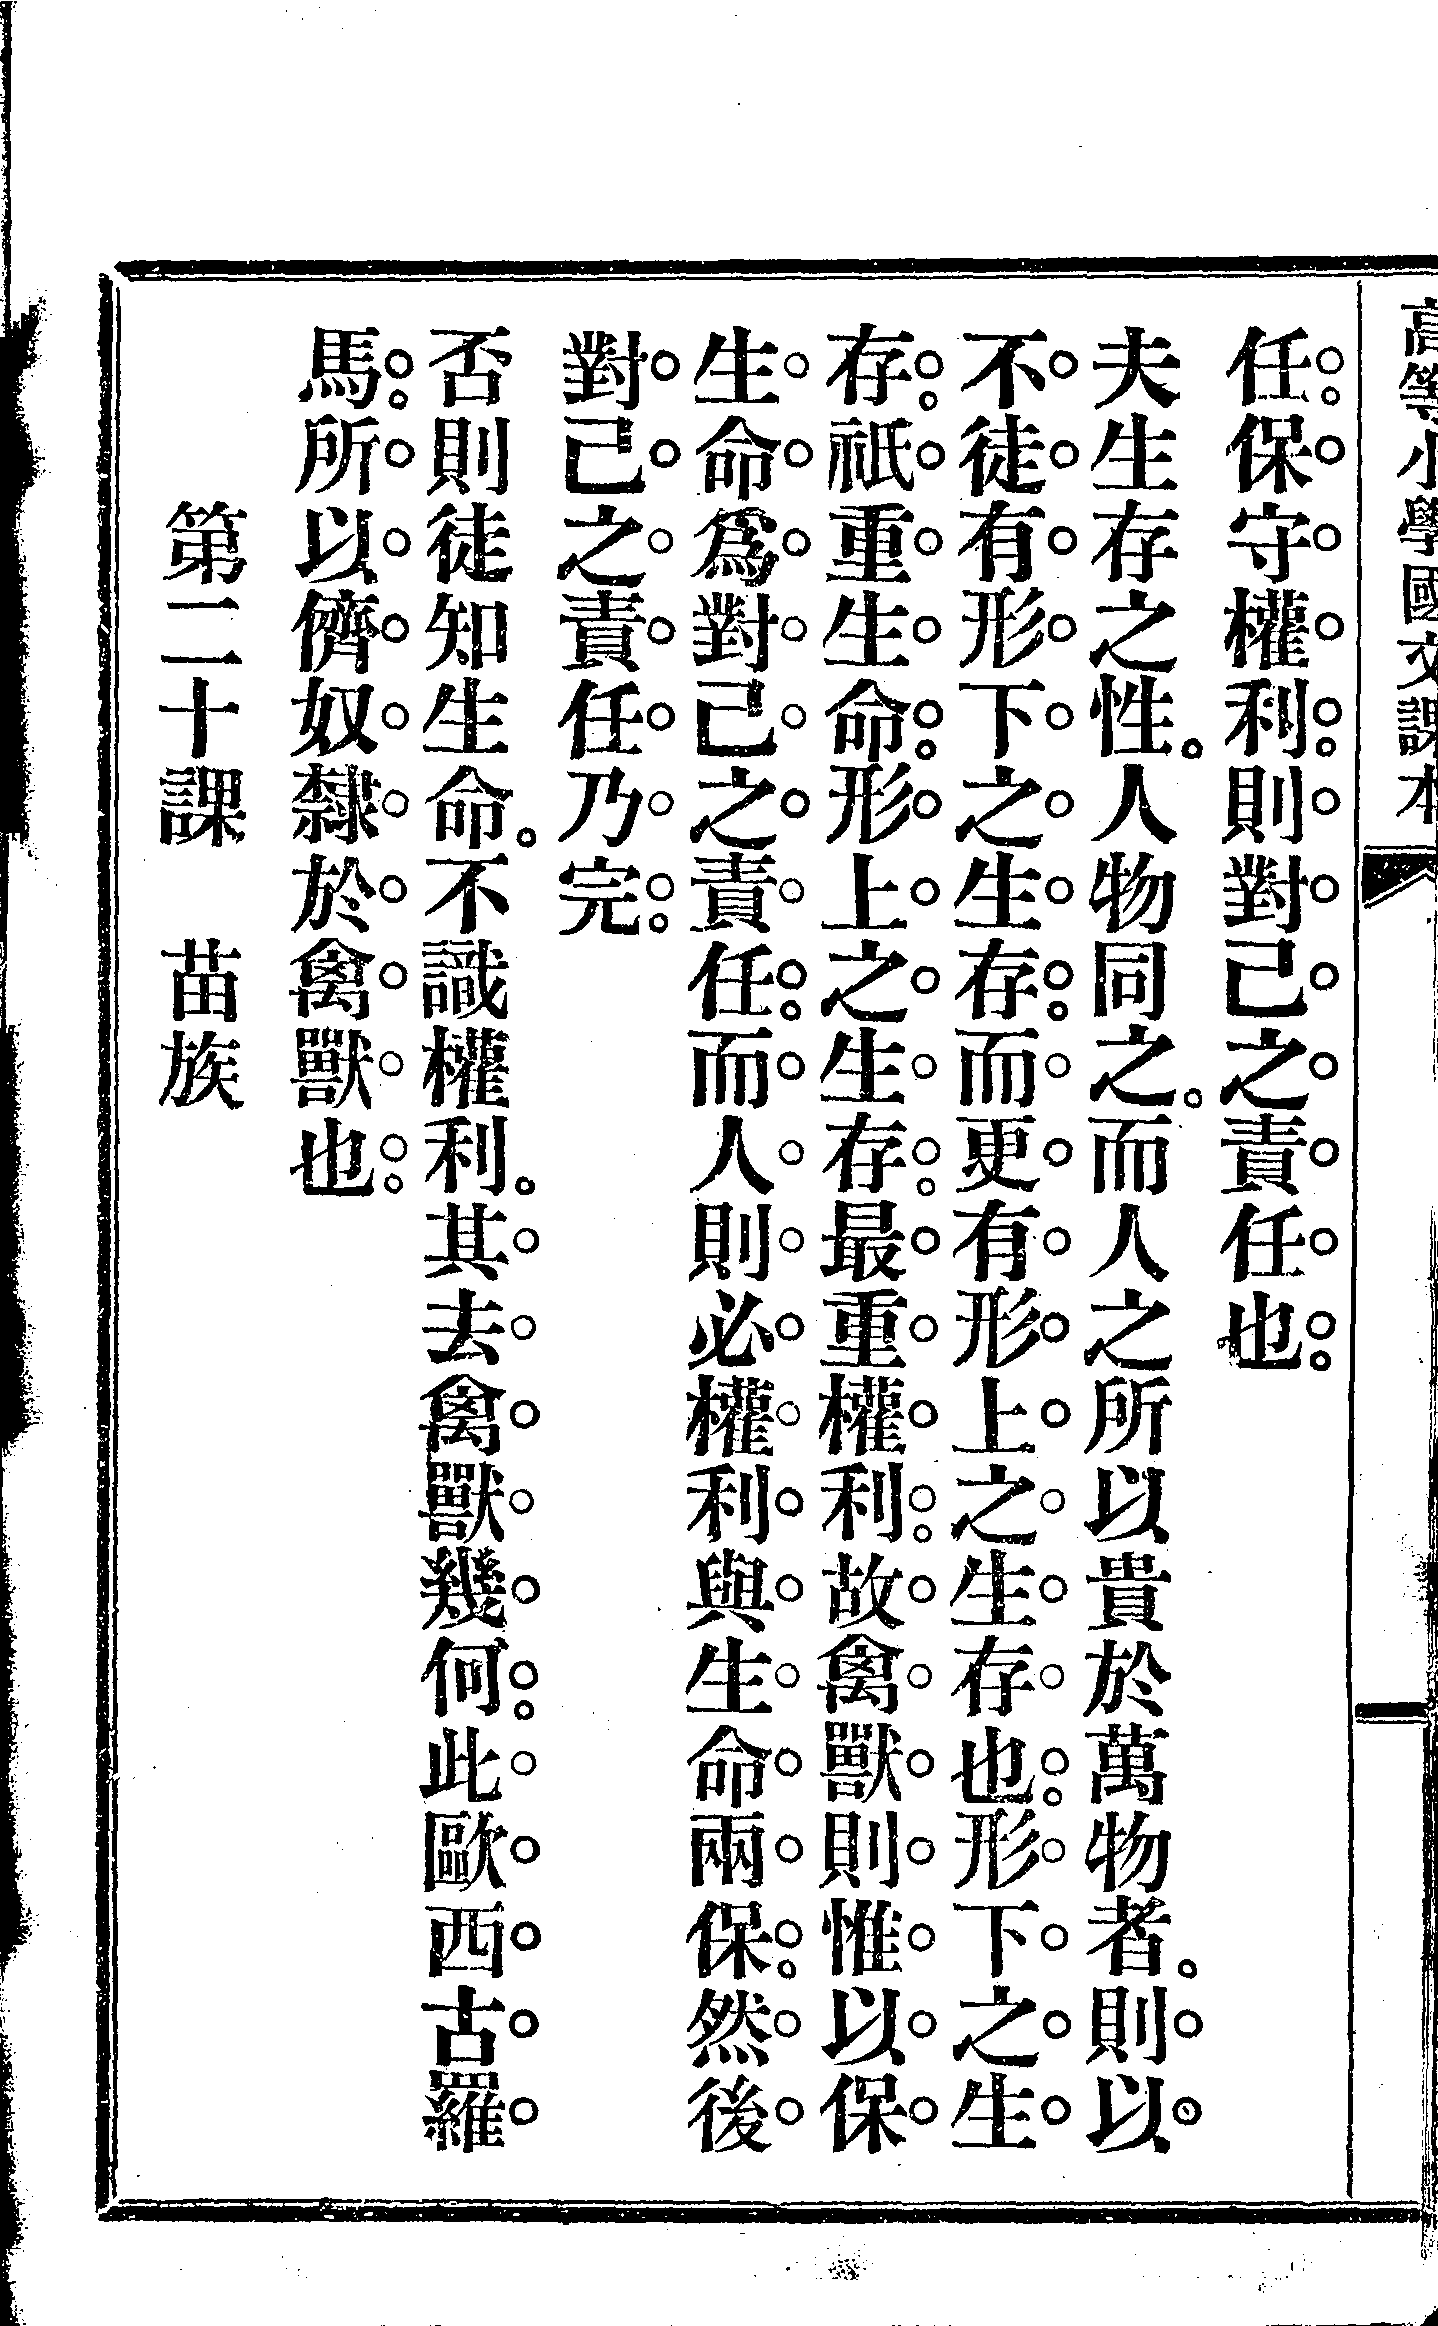 高等小學國文課本
任。保守權利。則對己之責任也。
夫生存之性。人物同之。而人之所以貴於萬物者。則以
不徒有形下之生存。而更有形上之生存也。形下之生
存。祇重生命。形上之生存。最重權利。故禽獸則惟以保
生命爲對己之責任。而人則必權利與生命兩保。然後
對己之責任乃完。
否則徒知生命。不識權利。其去禽獸幾何。此歐西古羅
馬。所以儕奴隸於禽獸也。
第二十課　苗族